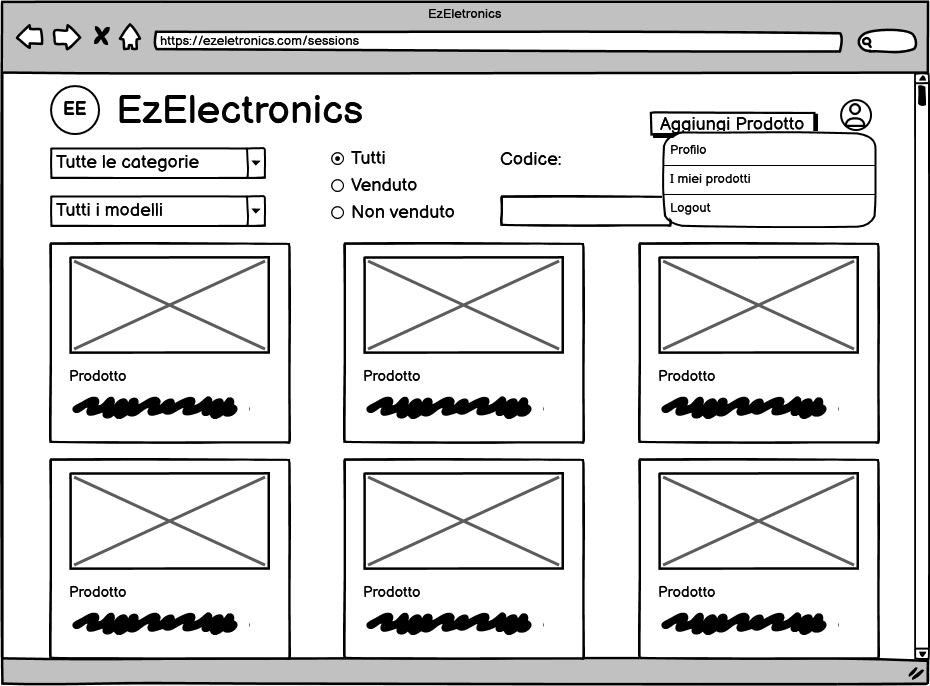 EzEletronics
https://ezeletronics.com/sessions
EE
EzElectronics
Aggiungi Prodotto
Profilo
I miei prodotti
Logout
Tutte le categorie
Tutti i modelli
Tutti
Venduto
Non venduto
Codice:
Prodotto
Prodotto
Prodotto
Prodotto
Prodotto
Prodotto